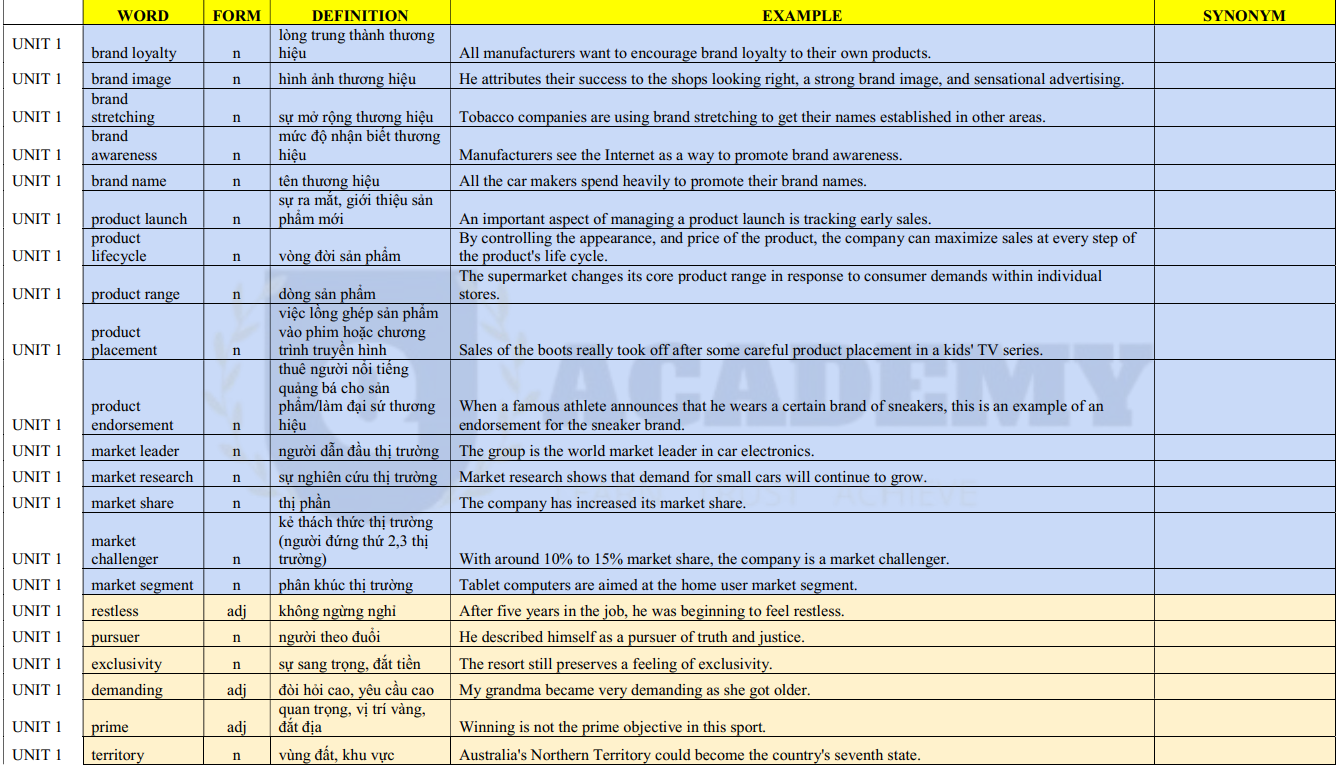 WORD FORM DEFINITION EXAMPLE SYNONYM
UNIT 1 brand loyalty n lòng trung thành thương
hiệu All manufacturers want to encourage brand loyalty to their own products.
UNIT 1 brand image n hình ảnh thương hiệu He attributes their success to the shops looking right, a strong brand image, and sensational advertising.
UNIT 1 brand
stretching n sự mở rộng thương hiệu Tobacco companies are using brand stretching to get their names established in other areas.
UNIT 1 brand
awareness n mức độ nhận biết thương
hiệu Manufacturers see the Internet as a way to promote brand awareness.
UNIT 1 brand name n tên thương hiệu All the car makers spend heavily to promote their brand names.
UNIT 1 product launch n sự ra mắt, giới thiệu sản
phẩm mới An important aspect of managing a product launch is tracking early sales.
UNIT 1 product
lifecycle n vòng đời sản phẩm By controlling the appearance, and price of the product, the company can maximize sales at every step of
the product's life cycle.
UNIT 1 product range n dòng sản phẩm The supermarket changes its core product range in response to consumer demands within individual
stores.
UNIT 1 product
placement n việc lồng ghép sản phẩm
vào phim hoặc chương
trình truyền hình Sales of the boots really took off after some careful product placement in a kids' TV series.
UNIT 1 product
endorsement n thuê người nổi tiếng
quảng bá cho sản
phẩm/làm đại sứ thương
hiệu When a famous athlete announces that he wears a certain brand of sneakers, this is an example of an
endorsement for the sneaker brand.
UNIT 1 market leader n người dẫn đầu thị trường The group is the world market leader in car electronics.
UNIT 1 market research n sự nghiên cứu thị trường Market research shows that demand for small cars will continue to grow.
UNIT 1 market share n thị phần The company has increased its market share.
UNIT 1 market
challenger n kẻ thách thức thị trường
(người đứng thứ 2,3 thị
trường) With around 10% to 15% market share, the company is a market challenger.
UNIT 1 market segment n phân khúc thị trường Tablet computers are aimed at the home user market segment.
UNIT 1 restless adj không ngừng nghỉ After five years in the job, he was beginning to feel restless.
UNIT 1 pursuer n người theo đuổi He described himself as a pursuer of truth and justice.
UNIT 1 exclusivity n sự sang trọng, đắt tiền The resort still preserves a feeling of exclusivity.
UNIT 1 demanding adj đòi hỏi cao, yêu cầu cao My grandma became very demanding as she got older.
UNIT 1 prime adj quan trọng, vị trí vàng,
đắt địa Winning is not the prime objective in this sport.
UNIT 1 territory n vùng đất, khu vực Australia's Northern Territory could become the country's seventh state.
ACADEMY
TRUST ACHIEVE